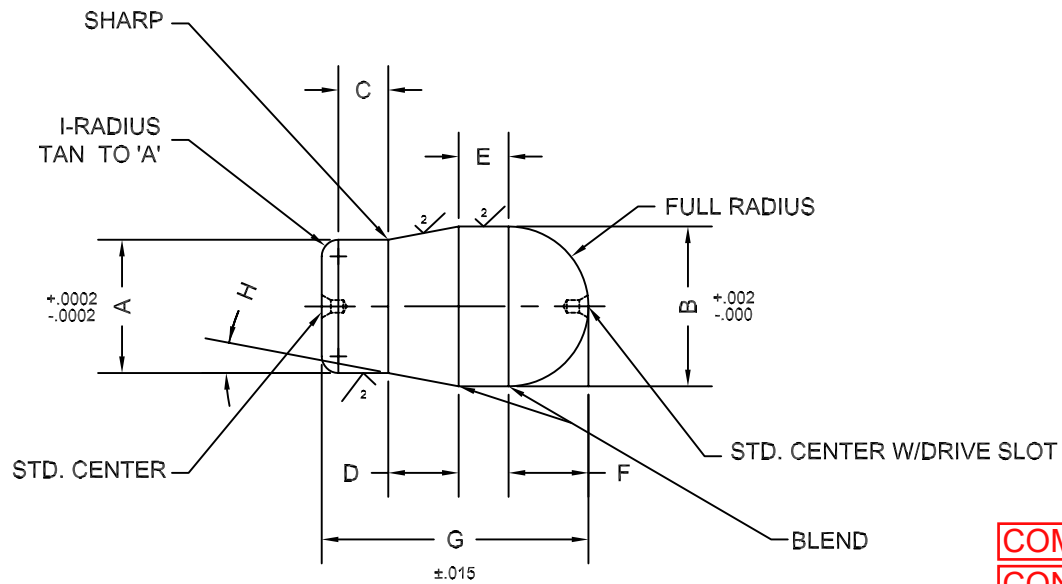 SHARP
C
I-RADIUS
TAN TO 'A'
E
2
2
FULL RADIUS
+.0002
-.0002
A
H
B
+.002
-.000
2
STD. CENTER
D
F
STD. CENTER W/DRIVE SLOT
G
±.015
BLEND